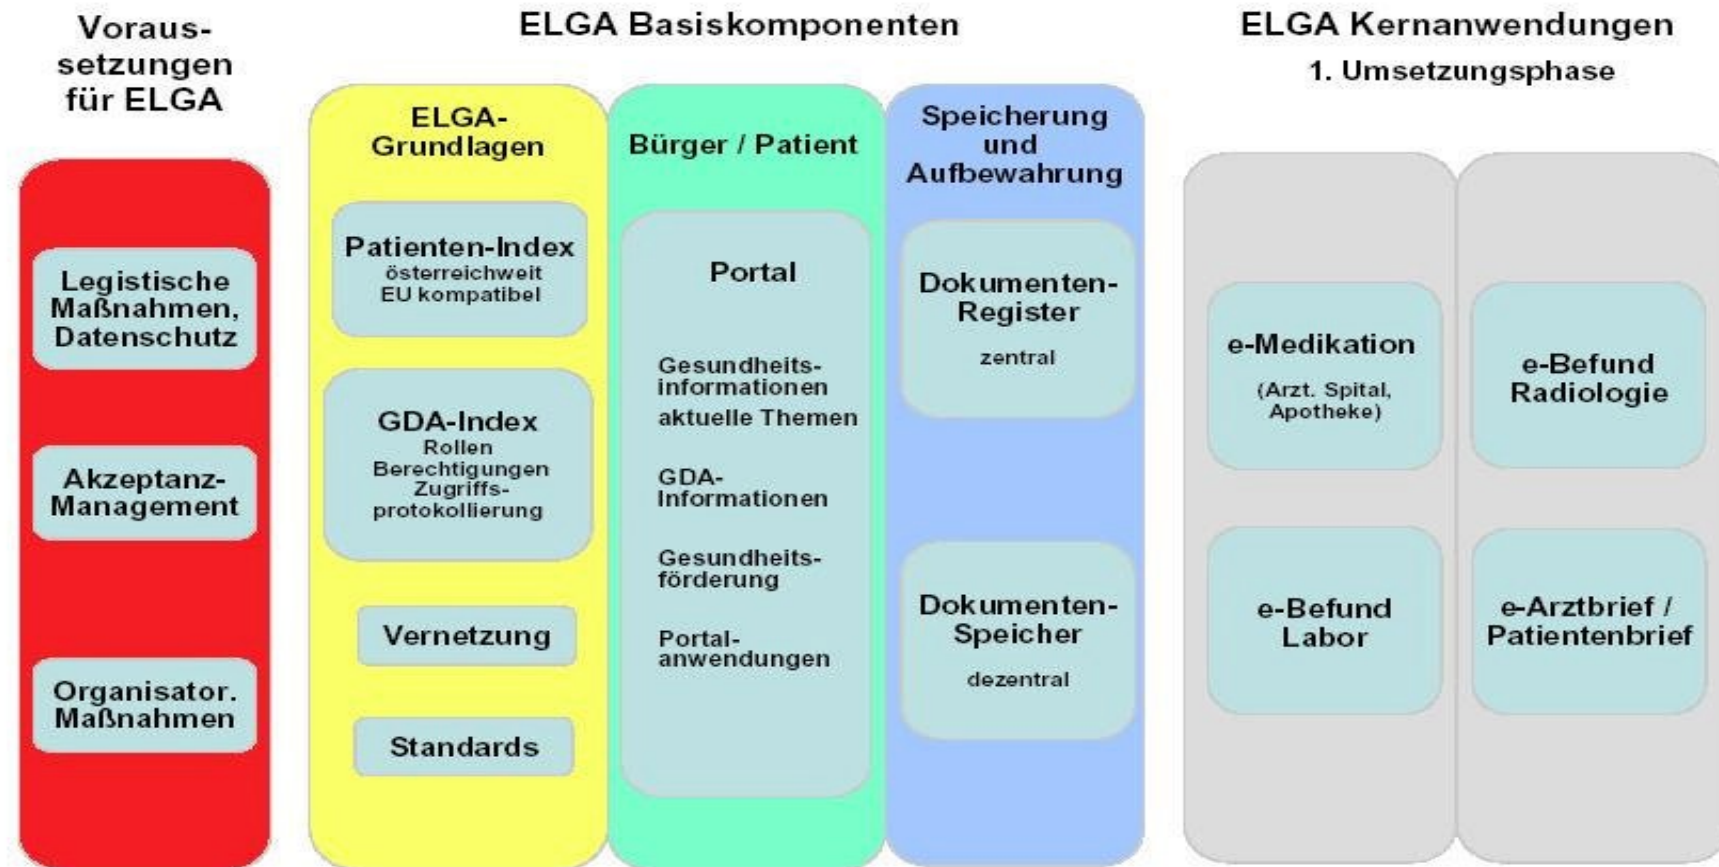 Voraus-
setzungen
für ELGA
Legistische
Maßnahmen,
Datenschutz
Akzeptanz-
Management
Organisator.
Maßnahmen
ELGA Basiskomponenten
ELGA-
Grundlagen
Patienten-Index
österreichweit
EU kompatibel
GDA-Index
Rollen
Berechtigungen
Zugriffs-
protokollierung
Vernetzung
Standards
Bürger / Patient
Portal
Gesundheits-
informationen
aktuelle Themen
GDA-
Informationen
Gesundheits-
förderung
Portal-
anwendungen
Speicherung
und
Aufbewahrung
Dokumenten-
Register
zentral
Dokumenten-
Speicher
dezentral
ELGA Kernanwendungen
1. Umsetzungsphase
e-Medikation
(Arzt. Spital,
Apotheke)
e-Befund
Labor
e-Befund
Radiologie
e-Arztbrief /
Patientenbrief